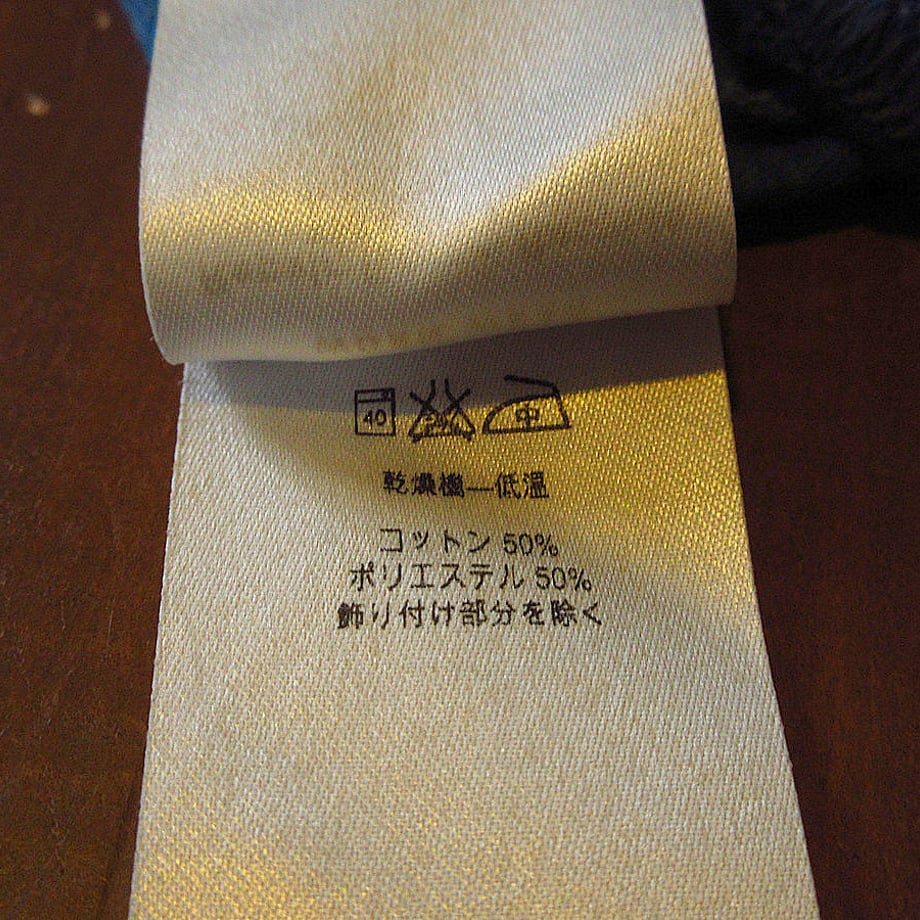 40 中
乾燥機―低温
コットン 50%
ポリエステル 50%
飾り付け部分を除く